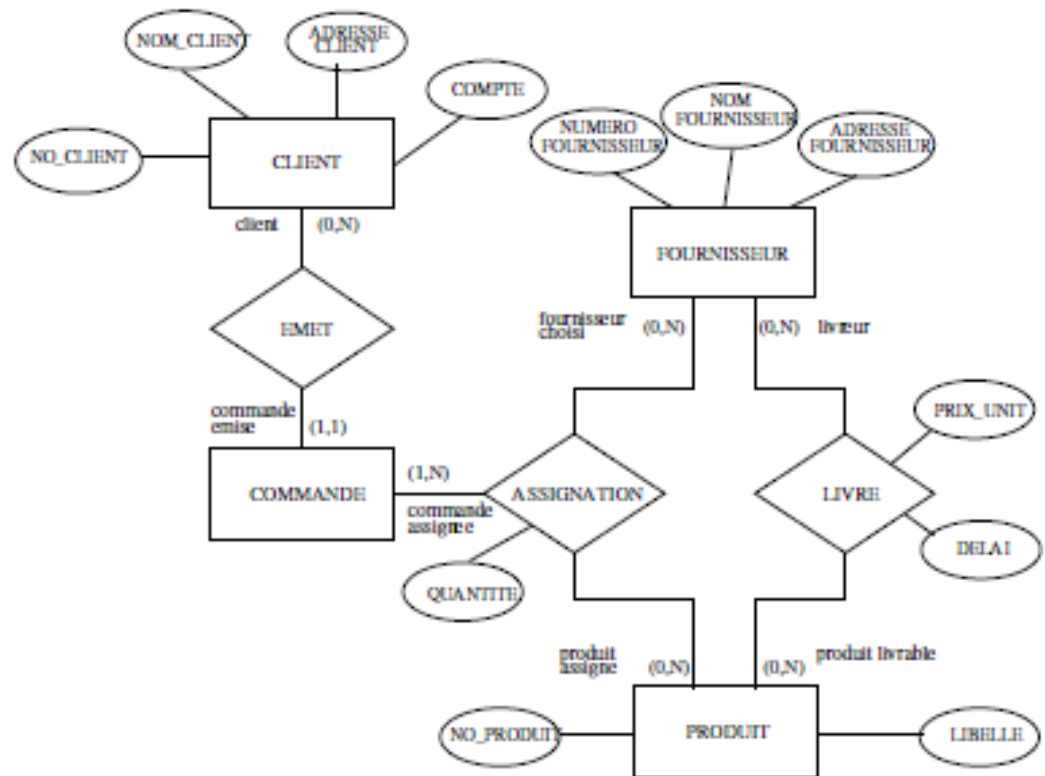 NOM_CLIENT
ADRESSE
CLIENT
COMPTE
NO_CLIENT
CLIENT
NUMERO
FOURNISSEUR
NOM
FOURNISSEUR
ADRESSE
FOURNISSEUR
client (0,N)
FOURNISSEUR
EMET
fournisseur
choisi
(0,N) (0,N) livreur
commande
emise
(1,1)
PRIX_UNIT
COMMANDE
(1,N)
commande
assignee
ASSIGNATION
LIVRE
QUANTITE
DELAI
produit
assigne
(0,N) (0,N) produit livrable
NO_PRODUIT
PRODUIT
LIBELLE